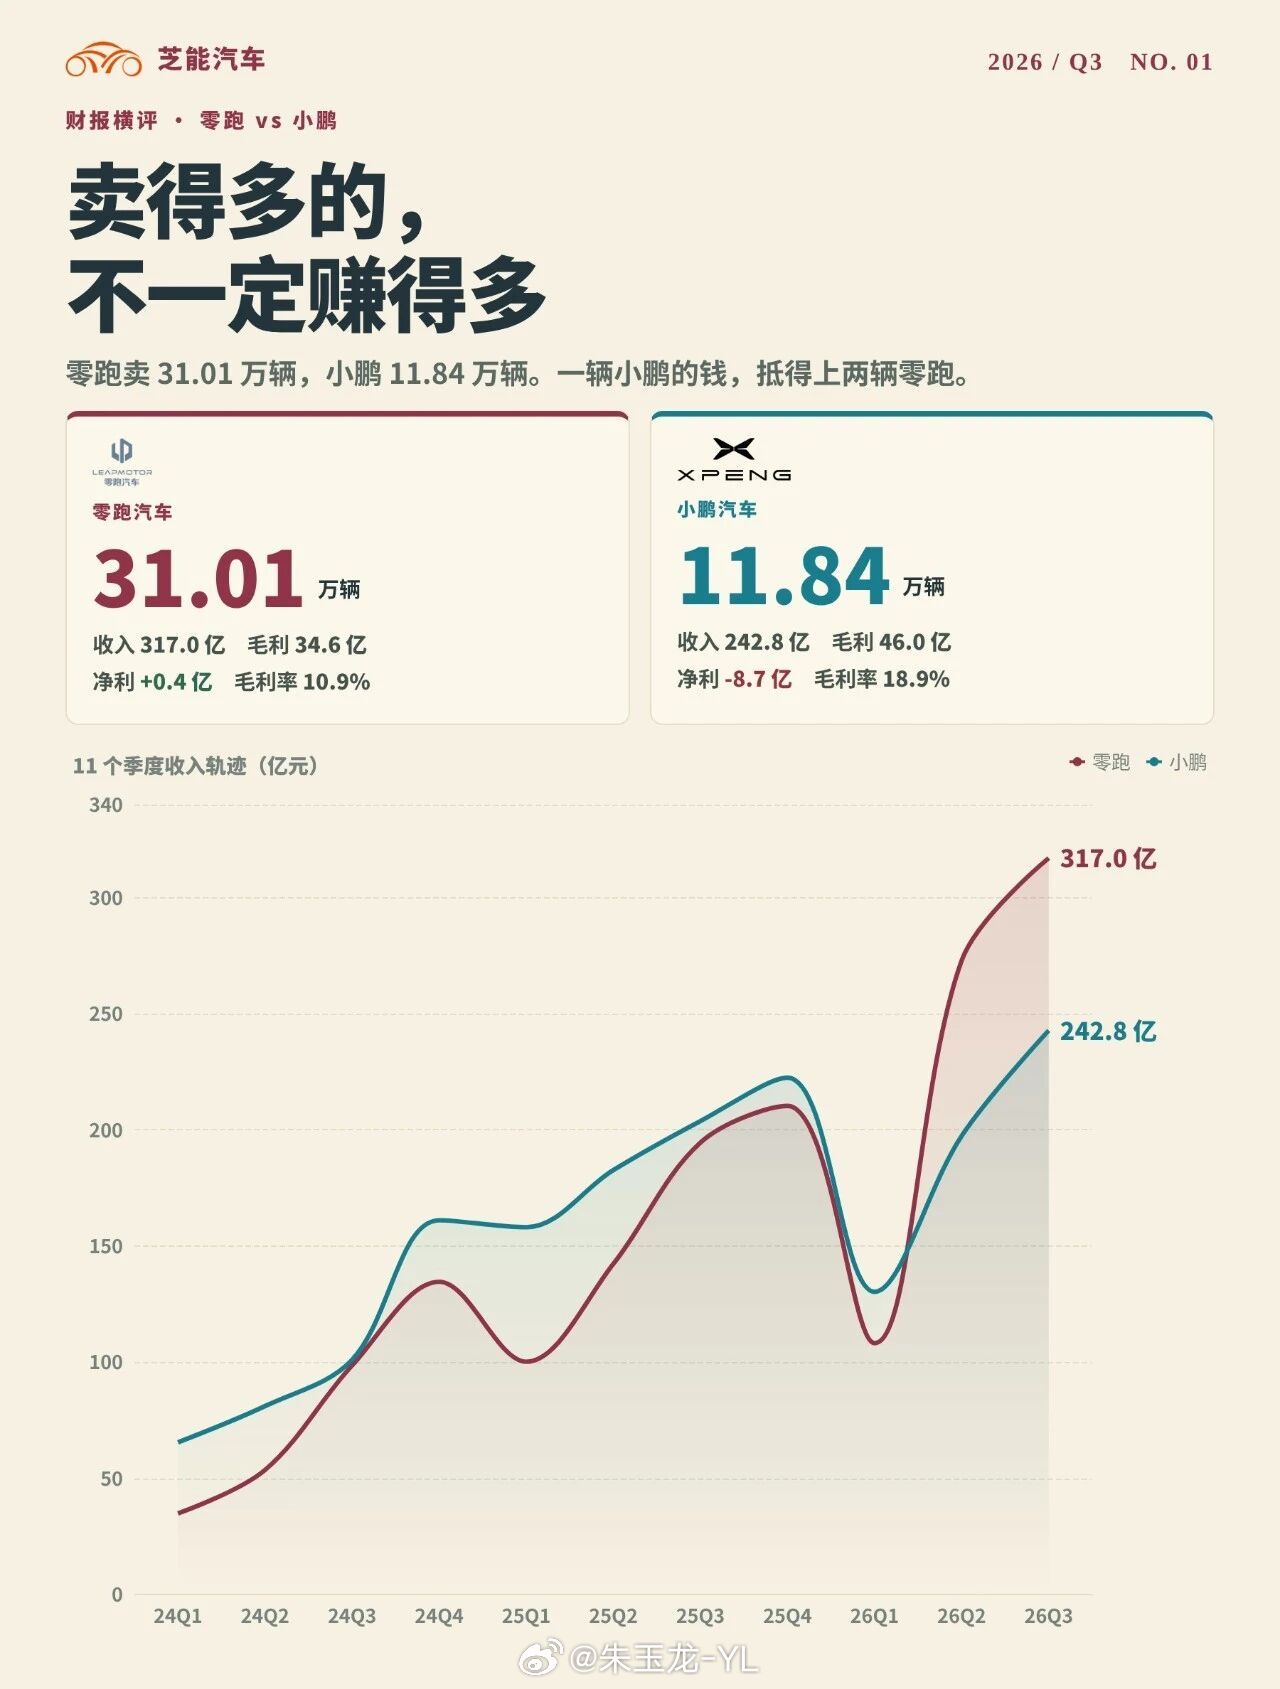 芝能汽车
2026 / Q3 NO. 01
财报横评 · 零跑 vs 小鹏
卖得多的，
不一定赚得多
零跑卖 31.01 万辆，小鹏 11.84 万辆。一辆小鹏的钱，抵得上两辆零跑。
LEAPMOTOR
零跑汽车
零跑汽车
31.01 万辆
收入 317.0 亿 毛利 34.6 亿
净利 +0.4 亿 毛利率 10.9%
XPENG
小鹏汽车
11.84 万辆
收入 242.8 亿 毛利 46.0 亿
净利 -8.7 亿 毛利率 18.9%
11 个季度收入轨迹（亿元）
零跑 小鹏
340
300
250
200
150
100
50
0
317.0 亿
242.8 亿
24Q1 24Q2 24Q3 24Q4 25Q1 25Q2 25Q3 25Q4 26Q1 26Q2 26Q3
@朱玉龙-YL